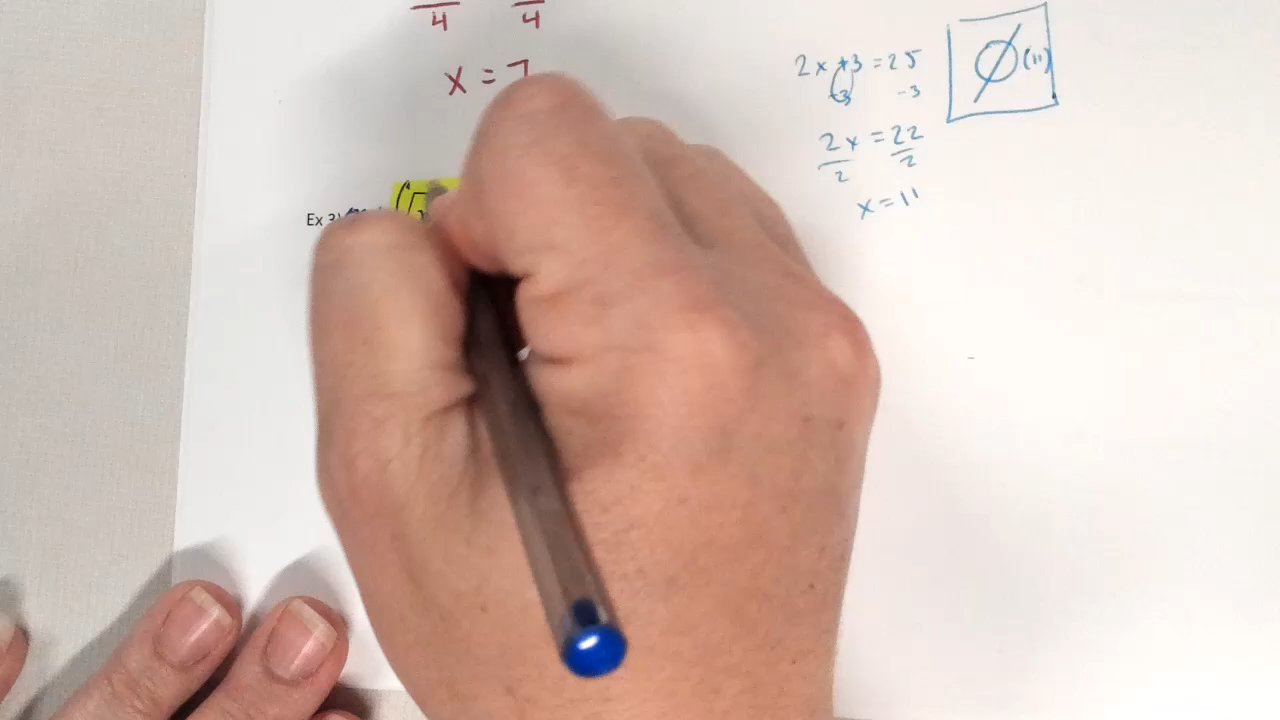 4 4
x = 7
Ex 3)
2x + 3 = 25
-3 -3
2x = 22
2 2
x = 11
∅ (11)